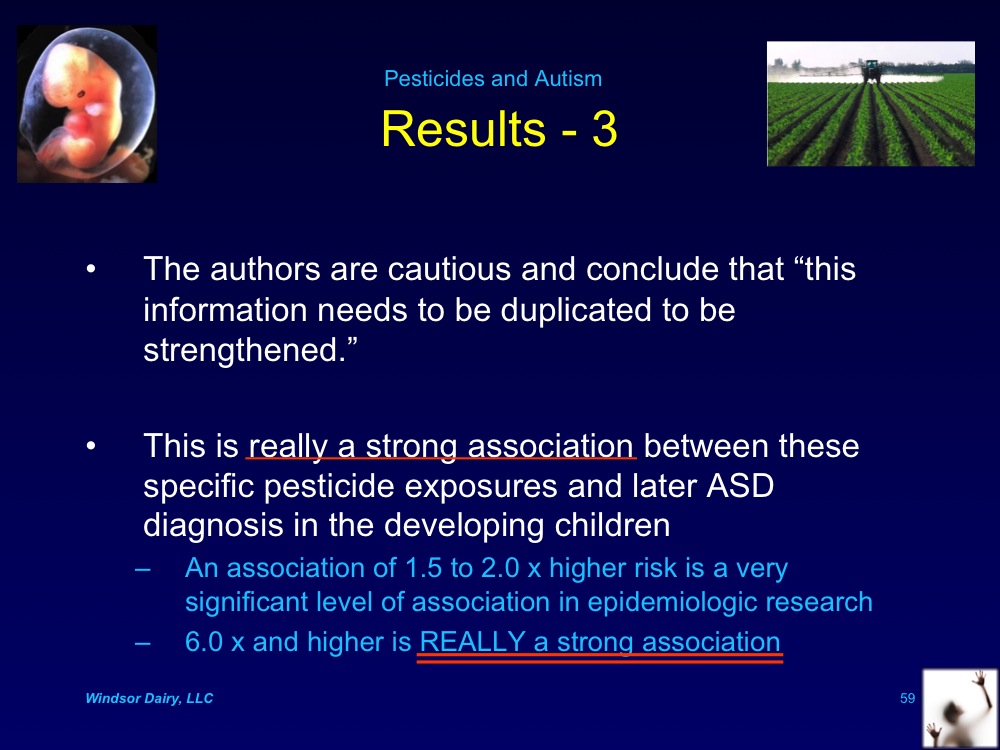 Pesticides and Autism
Results - 3
• The authors are cautious and conclude that “this
information needs to be duplicated to be
strengthened.”
• This is really a strong association between these
specific pesticide exposures and later ASD
diagnosis in the developing children
– An association of 1.5 to 2.0 x higher risk is a very
significant level of association in epidemiologic research
– 6.0 x and higher is REALLY a strong association
Windsor Dairy, LLC
59